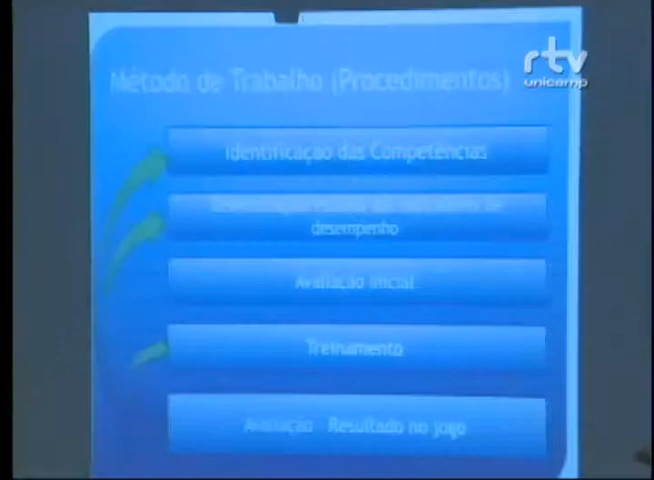 rtv
unicamp
Método de Trabalho (Procedimentos)
Identificação das Competências
desempenho
Avaliação Inicial
Treinamento
Avaliação Resultado no jogo